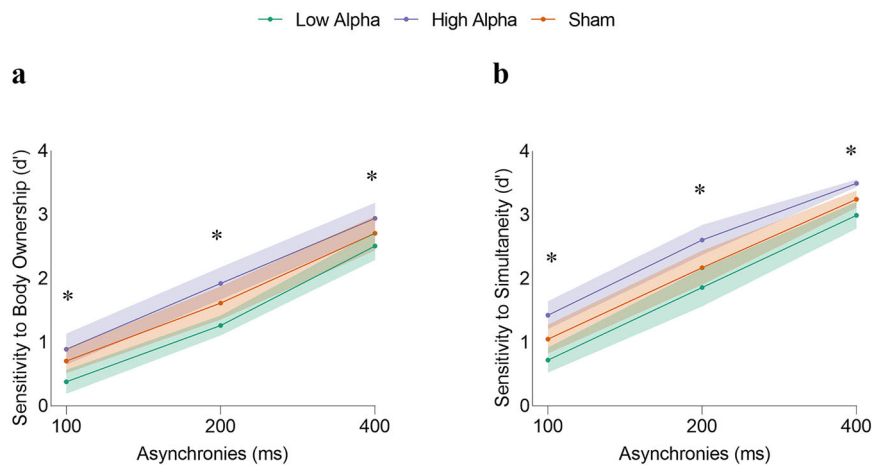 Low Alpha High Alpha Sham
a
Sensitivity to Body Ownership (d')
4
3
2
1
0
* * *
100 200 400
Asynchronies (ms)
b
Sensitivity to Simultaneity (d')
4
3
2
1
0
* * *
100 200 400
Asynchronies (ms)